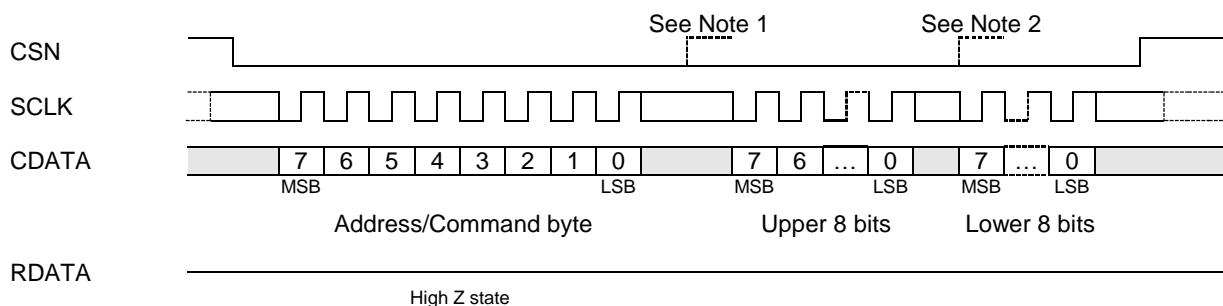 See Note 1 See Note 2
CSN
SCLK
CDATA 7 6 5 4 3 2 1 0 7 6 ... 0 7 ... 0
MSB LSB MSB LSB MSB LSB
Address/Command byte Upper 8 bits Lower 8 bits
RDATA
High Z state